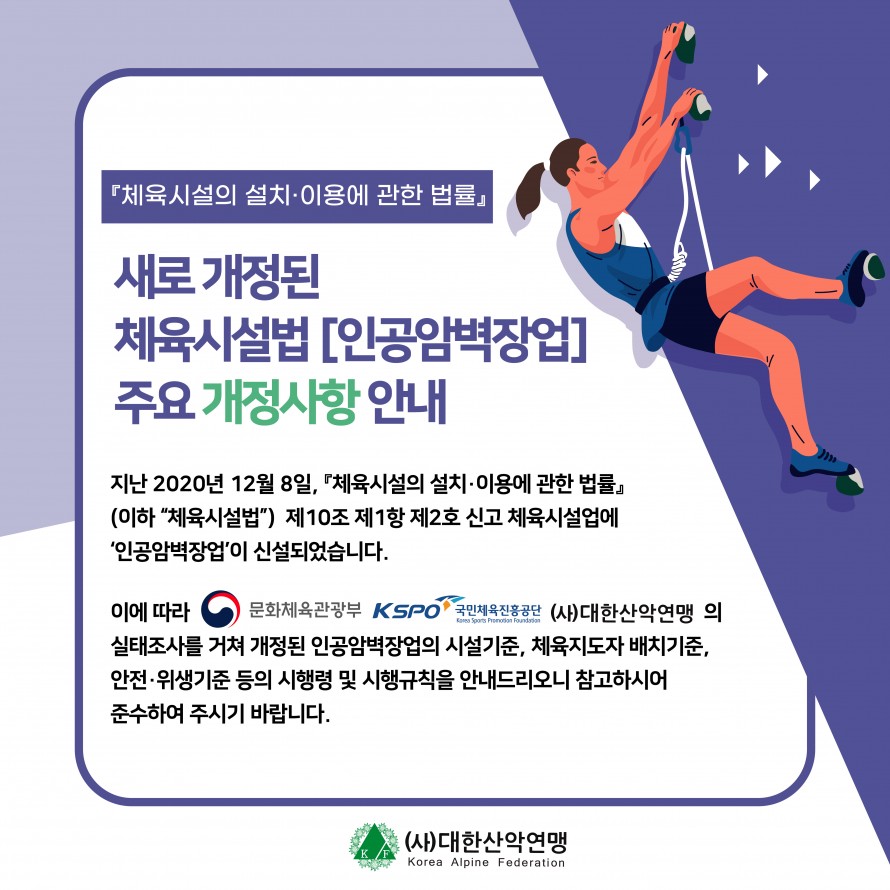 『체육시설의 설치·이용에 관한 법률』
새로 개정된
체육시설법 [인공암벽장업]
주요 개정사항 안내
지난 2020년 12월 8일, 『체육시설의 설치·이용에 관한 법률』
(이하 “체육시설법”) 제10조 제1항 제2호 신고 체육시설업에
‘인공암벽장업’이 신설되었습니다.
이에 따라 문화체육관광부 KSPO 국민체육진흥공단 Korea Sports Promotion Foundation (사)대한산악연맹 의
실태조사를 거쳐 개정된 인공암벽장업의 시설기준, 체육지도자 배치기준,
안전·위생기준 등의 시행령 및 시행규칙을 안내드리오니 참고하시어
준수하여 주시기 바랍니다.
K F (사)대한산악연맹
Korea Alpine Federation